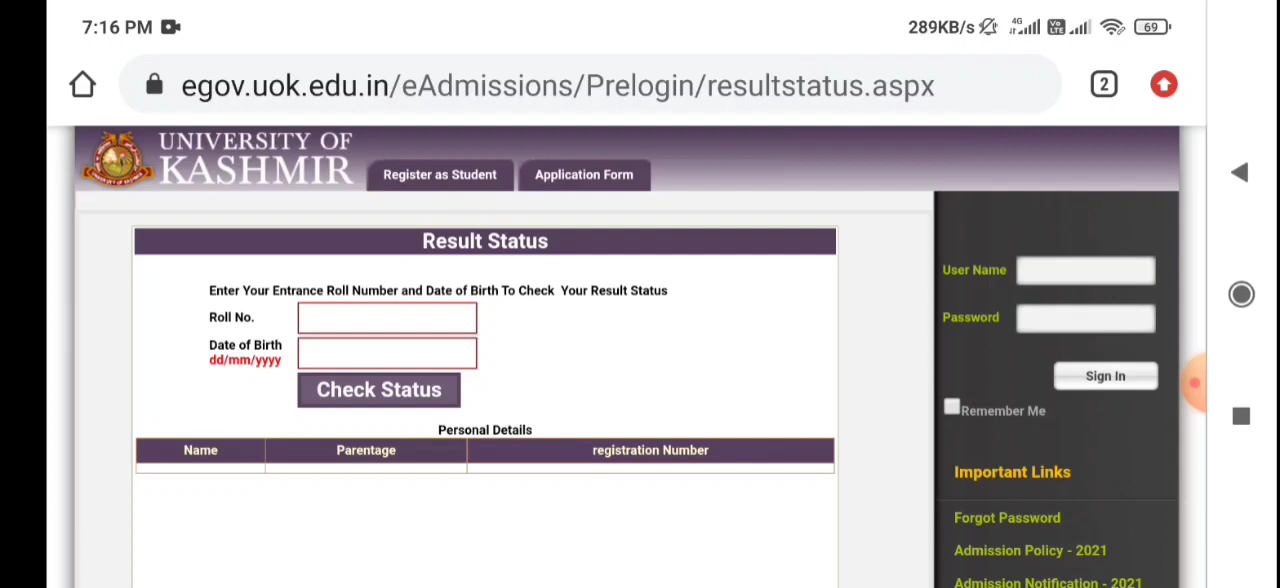 7:16 PM
289KB/s 4G Vo LTE 69
egov.uok.edu.in/eAdmissions/Prelogin/resultstatus.aspx
2
UNIVERSITY OF
KASHMIR
Register as Student
Application Form
Result Status
Enter Your Entrance Roll Number and Date of Birth To Check Your Result Status
Roll No.
Date of Birth
dd/mm/yyyy
Check Status
Personal Details
Name Parentage registration Number
User Name
Password
Sign In
Remember Me
Important Links
Forgot Password
Admission Policy - 2021
Admission Notification - 2021